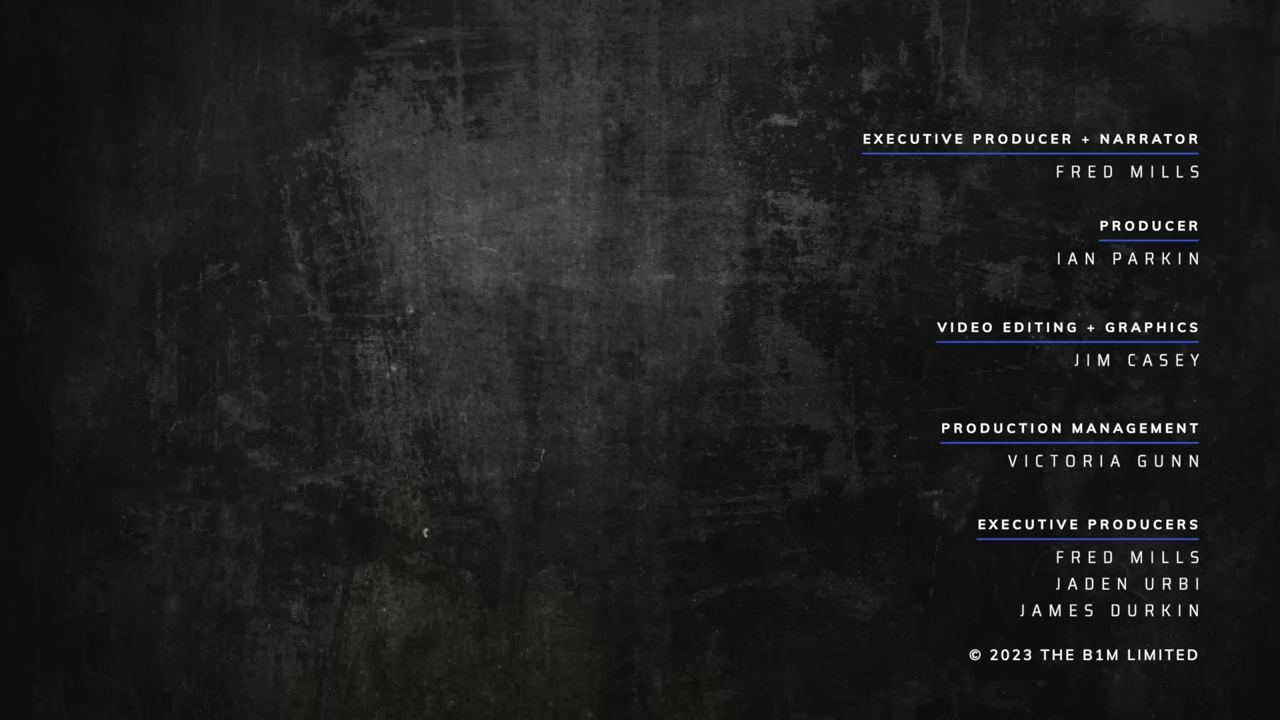 EXECUTIVE PRODUCER + NARRATOR
FRED MILLS
PRODUCER
IAN PARKIN
VIDEO EDITING + GRAPHICS
JIM CASEY
PRODUCTION MANAGEMENT
VICTORIA GUNN
EXECUTIVE PRODUCERS
FRED MILLS
JADEN URBI
JAMES DURKIN
© 2023 THE B1M LIMITED